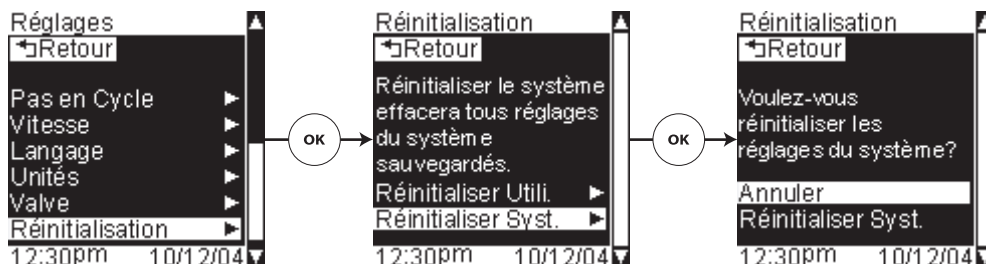 Réglages
Retour
Pas en Cycle
Vitesse
Langage
Unités
Valve
Réinitialisation
12:30pm 10/12/04
OK
Réinitialisation
Retour
Réinitialiser le système
effacera tous réglages
du système
sauvegardés.
Réinitialiser Utili.
Réinitialiser Syst.
12:30pm 10/12/04
OK
Réinitialisation
Retour
Voulez-vous
réinitialiser les
réglages du système?
Annuler
Réinitialiser Syst.
12:30pm 10/12/04